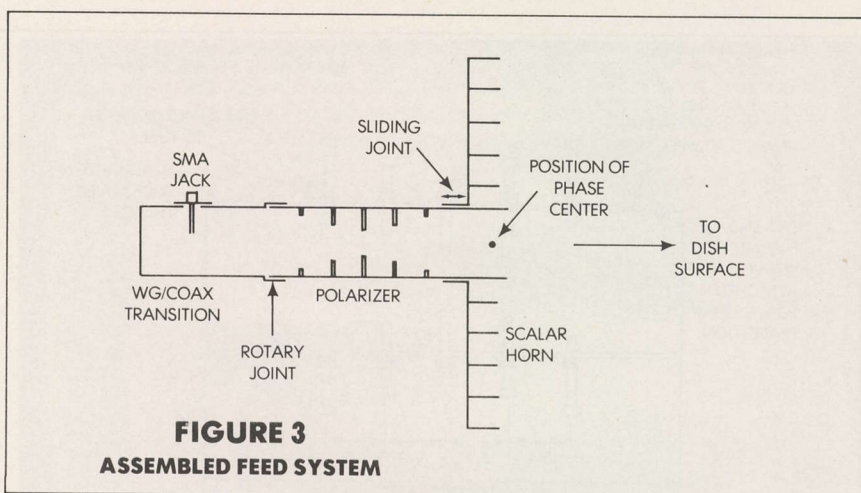 SLIDING
JOINT
SMA
JACK
POSITION OF
PHASE
CENTER
TO
DISH
SURFACE
WG/COAX
TRANSITION
POLARIZER
ROTARY
JOINT
SCALAR
HORN
FIGURE 3
ASSEMBLED FEED SYSTEM